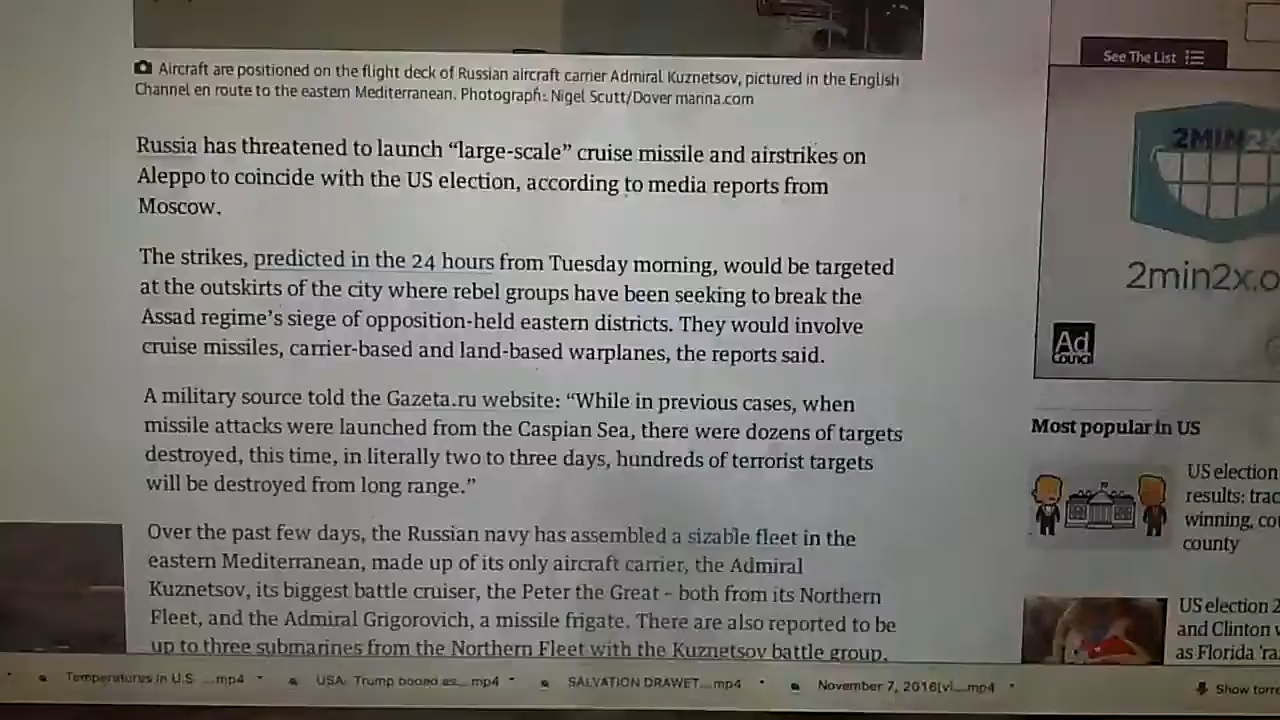 Aircraft are positioned on the flight deck of Russian aircraft carrier Admiral Kuznetsov, pictured in the English
Channel en route to the eastern Mediterranean. Photograph: Nigel Scutt/Dover marina.com
Russia has threatened to launch “large-scale” cruise missile and airstrikes on
Aleppo to coincide with the US election, according to media reports from
Moscow.
The strikes, predicted in the 24 hours from Tuesday morning, would be targeted
at the outskirts of the city where rebel groups have been seeking to break the
Assad regime’s siege of opposition-held eastern districts. They would involve
cruise missiles, carrier-based and land-based warplanes, the reports said.
A military source told the Gazeta.ru website: “While in previous cases, when
missile attacks were launched from the Caspian Sea, there were dozens of targets
destroyed, this time, in literally two to three days, hundreds of terrorist targets
will be destroyed from long range.”
Over the past few days, the Russian navy has assembled a sizable fleet in the
eastern Mediterranean, made up of its only aircraft carrier, the Admiral
Kuznetsov, its biggest battle cruiser, the Peter the Great – both from its Northern
Fleet, and the Admiral Grigorovich, a missile frigate. There are also reported to be
up to three submarines from the Northern Fleet with the Kuznetsov battle group.
See The List
2MIN2X
2min2x.o
Ad
Council
Most popular in US
US election
results: trac
winning, co
county
US election 2
and Clinton v
as Florida 'ra
Temperatures in U.S. ...mp4
USA: Trump booed as....mp4
SALVATION DRAWET....mp4
November 7, 2016[vl....mp4
Show torre